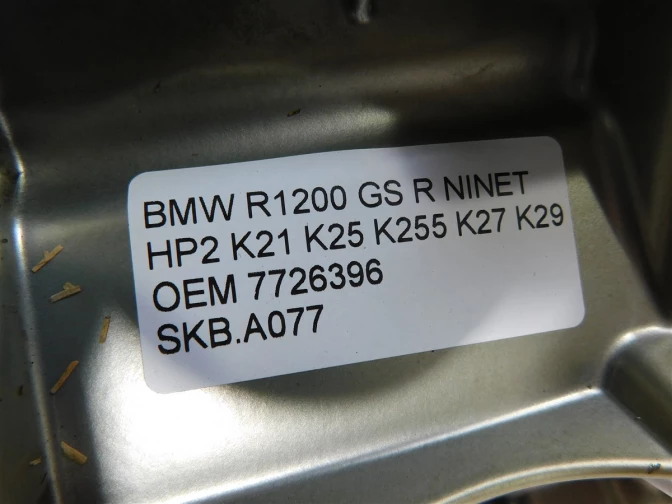 BMW R1200 GS R NINET
HP2 K21 K25 K255 K27 K29
OEM 7726396
SKB.A077